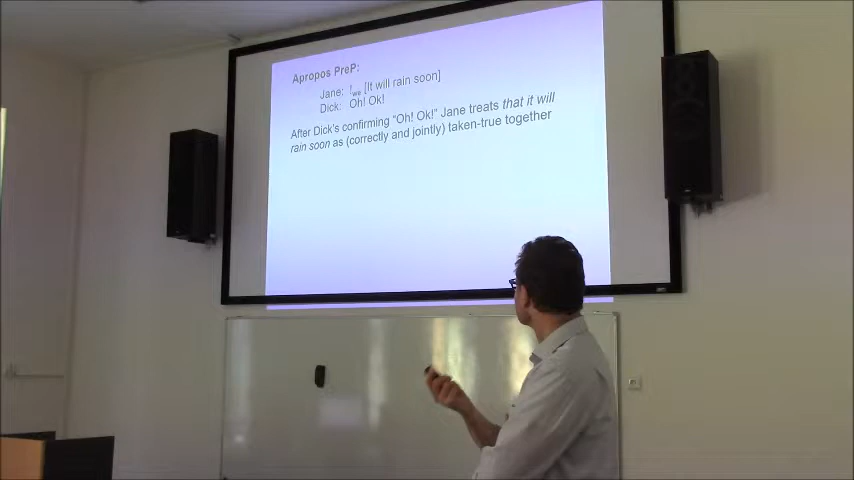 Apropos PreP:
Jane: !we [It will rain soon]
Dick: Oh! Ok!
After Dick's confirming "Oh! Ok!" Jane treats that it will
rain soon as (correctly and jointly) taken-true together